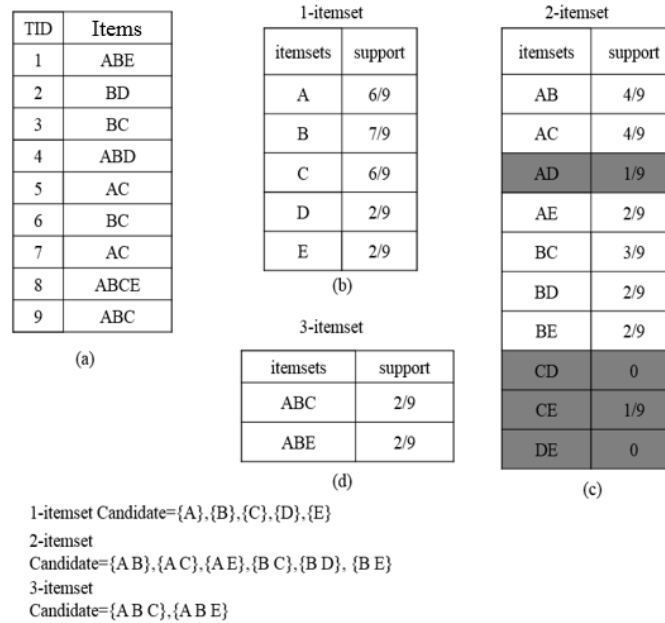 TID Items
1 ABE
2 BD
3 BC
4 ABD
5 AC
6 BC
7 AC
8 ABCE
9 ABC
(a)
1-itemset
itemsets support
A 6/9
B 7/9
C 6/9
D 2/9
E 2/9
(b)
2-itemset
itemsets support
AB 4/9
AC 4/9
AD 1/9
AE 2/9
BC 3/9
BD 2/9
BE 2/9
CD 0
CE 1/9
DE 0
(c)
3-itemset
itemsets support
ABC 2/9
ABE 2/9
(d)
1-itemset Candidate={A},{B},{C},{D},{E}
2-itemset
Candidate={A B},{A C},{A E},{B C},{B D}, {B E}
3-itemset
Candidate={A B C},{A B E}